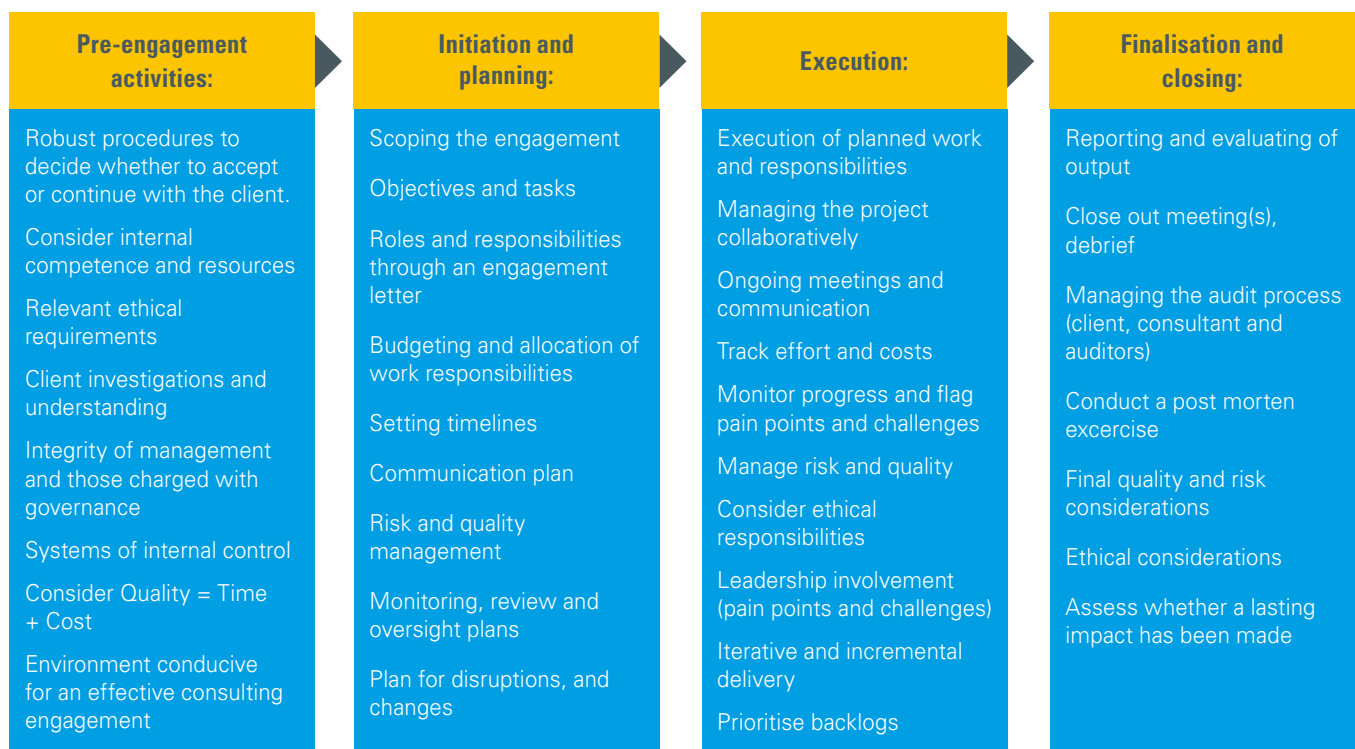 Pre-engagement
activities:
Robust procedures to
decide whether to accept
or continue with the client.
Consider internal
competence and resources
Relevant ethical
requirements
Client investigations and
understanding
Integrity of management
and those charged with
governance
Systems of internal control
Consider Quality = Time
+ Cost
Environment conducive
for an effective consulting
engagement
Initiation and
planning:
Scoping the engagement
Objectives and tasks
Roles and responsibilities
through an engagement
letter
Budgeting and allocation of
work responsibilities
Setting timelines
Communication plan
Risk and quality
management
Monitoring, review and
oversight plans
Plan for disruptions, and
changes
Execution:
Execution of planned work
and responsibilities
Managing the project
collaboratively
Ongoing meetings and
communication
Track effort and costs
Monitor progress and flag
pain points and challenges
Manage risk and quality
Consider ethical
responsibilities
Leadership involvement
(pain points and challenges)
Iterative and incremental
delivery
Prioritise backlogs
Finalisation and
closing:
Reporting and evaluating of
output
Close out meeting(s),
debrief
Managing the audit process
(client, consultant and
auditors)
Conduct a post morten
excercise
Final quality and risk
considerations
Ethical considerations
Assess whether a lasting
impact has been made